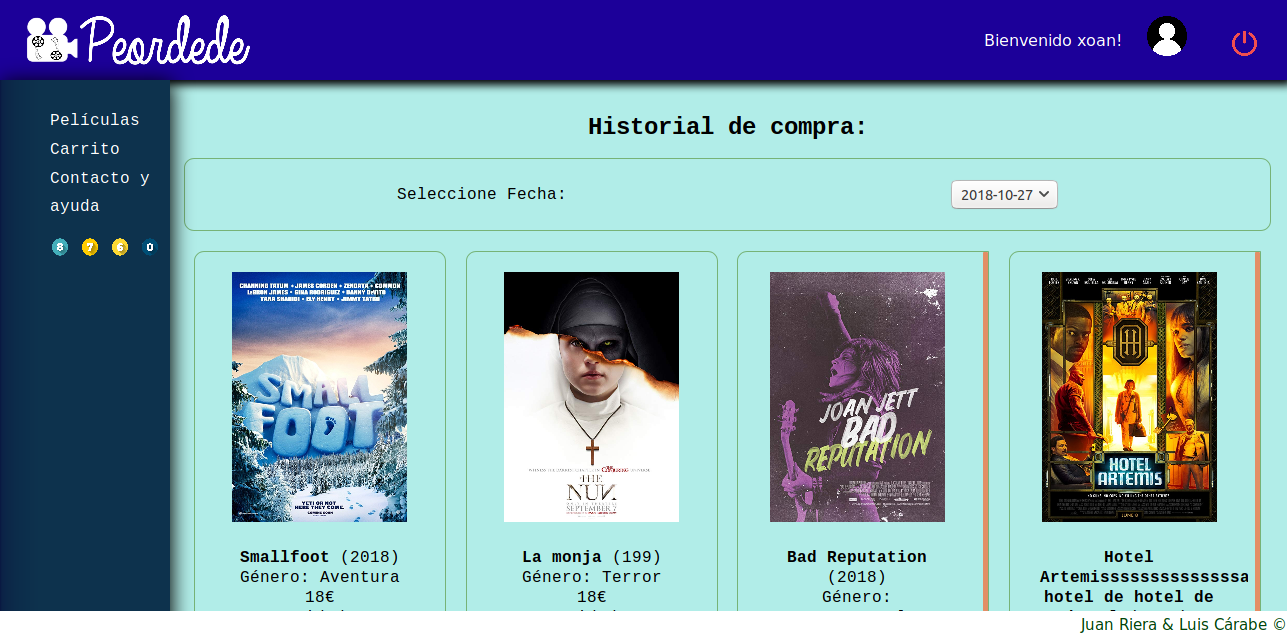 Peordede
Bienvenido xoan!
Películas
Carrito
Contacto y
ayuda
8 7 6 0
Historial de compra:
Seleccione Fecha:
2018-10-27
CHANNING TATUM • JAMES CORDEN • ZENDAYA • COMMON
LEBRON JAMES • GINA RODRIGUEZ • DANNY DEVITO
YARA SHAHIDI • ELY HENRY • JIMMY TATRO
SMALL
FOOT
YETI OR NOT
HERE THEY COME.
COMING SOON
THE
NUN
SEPTEMBER 7
JOAN JETT
BAD
REPUTATION
HOTEL
ARTEMIS
Smallfoot (2018)
Género: Aventura
18€
La monja (199)
Género: Terror
18€
Bad Reputation
(2018)
Género:
Hotel
Artemisssssssssssssssa
hotel de hotel de
Juan Riera & Luis Cárabe ©